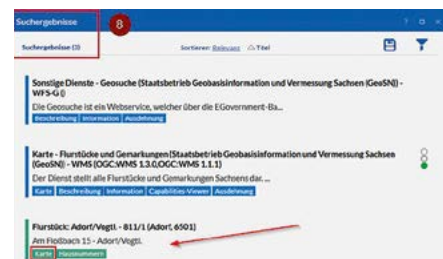 Suchergebnisse
8
Suchergebnisse (3)
Sortieren: Relevanz Titel
Sonstige Dienste - Geosuche (Staatsbetrieb Geobasisinformation und Vermessung Sachsen (GeoSN)) -
WFS-G ()
Die Geosuche ist ein Webservice, welcher über die EGovernment-Ba...
Beschreibung Information Ausdehnung
Karte - Flurstücke und Gemarkungen (Staatsbetrieb Geobasisinformation und Vermessung Sachsen
(GeoSN)) - WMS (OGC:WMS 1.3.0,OGC:WMS 1.1.1)
Der Dienst stellt alle Flurstücke und Gemarkungen Sachsens dar. ...
Karte Beschreibung Information Capabilities-Viewer Ausdehnung
Flurstück: Adorf/Vogtl. - 811/1 (Adorf, 6501)
Am Floßbach 15 - Adorf/Vogtl.
Karte Hausnummern